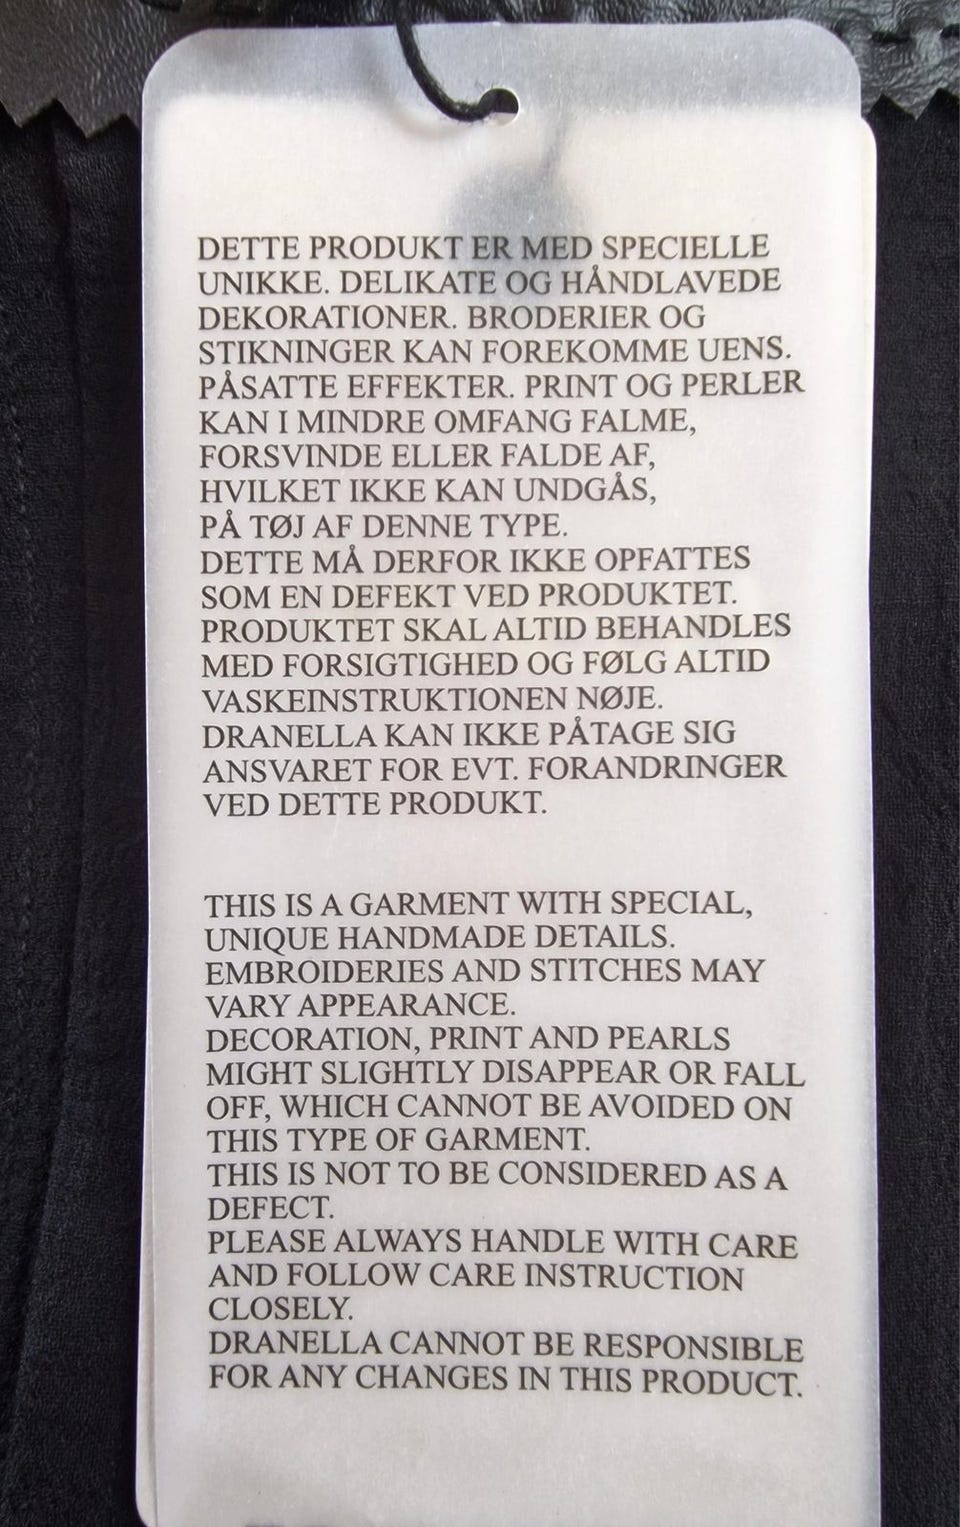 DETTE PRODUKT ER MED SPECIELLE
UNIKKE. DELIKATE OG HÅNDLAVEDE
DEKORATIONER. BRODERIER OG
STIKNINGER KAN FOREKOMME UENS.
PÅSATTE EFFEKTER. PRINT OG PERLER
KAN I MINDRE OMFANG FALME,
FORSVINDE ELLER FALDE AF,
HVILKET IKKE KAN UNDGÅS,
PÅ TØJ AF DENNE TYPE.
DETTE MÅ DERFOR IKKE OPFATTES
SOM EN DEFEKT VED PRODUKTET.
PRODUKTET SKAL ALTID BEHANDLES
MED FORSIGTIGHED OG FØLG ALTID
VASKEINSTRUKTIONEN NØJE.
DRANELLA KAN IKKE PÅTAGE SIG
ANSVARET FOR EVT. FORANDRINGER
VED DETTE PRODUKT.
THIS IS A GARMENT WITH SPECIAL,
UNIQUE HANDMADE DETAILS.
EMBROIDERIES AND STITCHES MAY
VARY APPEARANCE.
DECORATION, PRINT AND PEARLS
MIGHT SLIGHTLY DISAPPEAR OR FALL
OFF, WHICH CANNOT BE AVOIDED ON
THIS TYPE OF GARMENT.
THIS IS NOT TO BE CONSIDERED AS A
DEFECT.
PLEASE ALWAYS HANDLE WITH CARE
AND FOLLOW CARE INSTRUCTION
CLOSELY.
DRANELLA CANNOT BE RESPONSIBLE
FOR ANY CHANGES IN THIS PRODUCT.